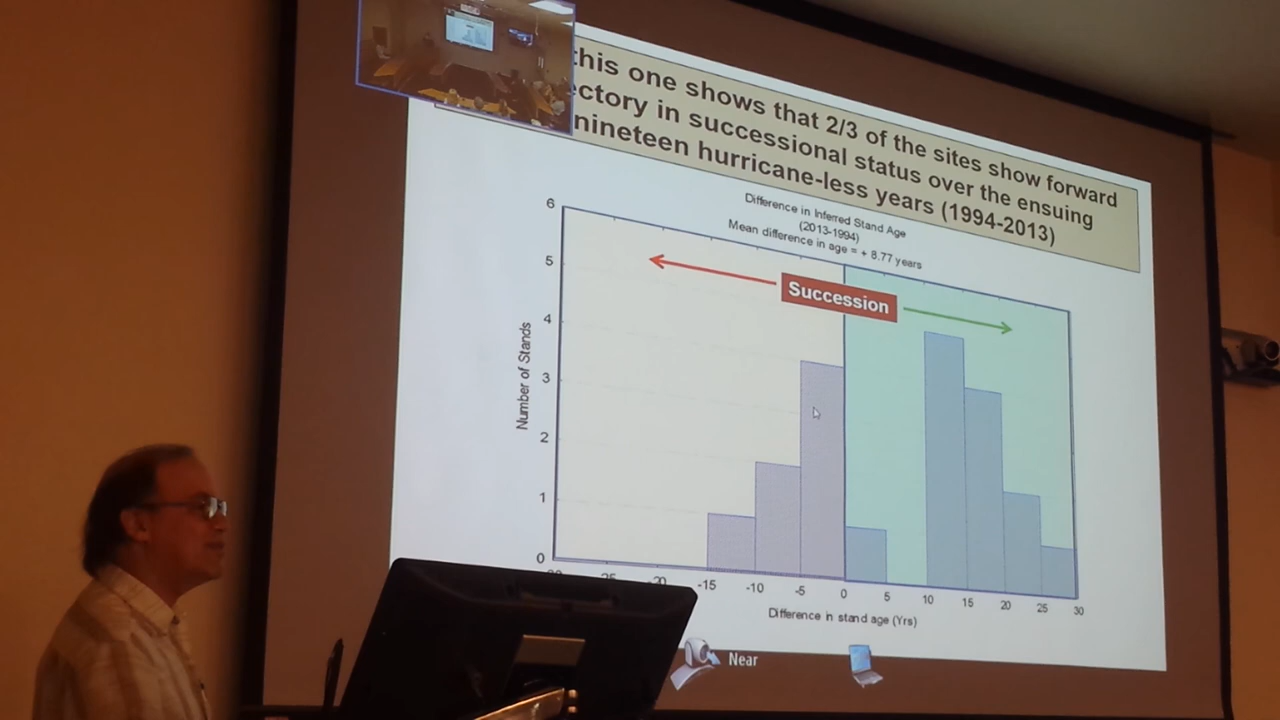 this one shows that 2/3 of the sites show forward
ectory in successional status over the ensuing
nineteen hurricane-less years (1994-2013)
Difference in Inferred Stand Age
(2013-1994)
Mean difference in age = + 8.77 years
Succession
Number of Stands
6
5
4
3
2
1
0
-15 -10 -5 0 5 10 15 20 25 30
Difference in stand age (Yrs)
Near